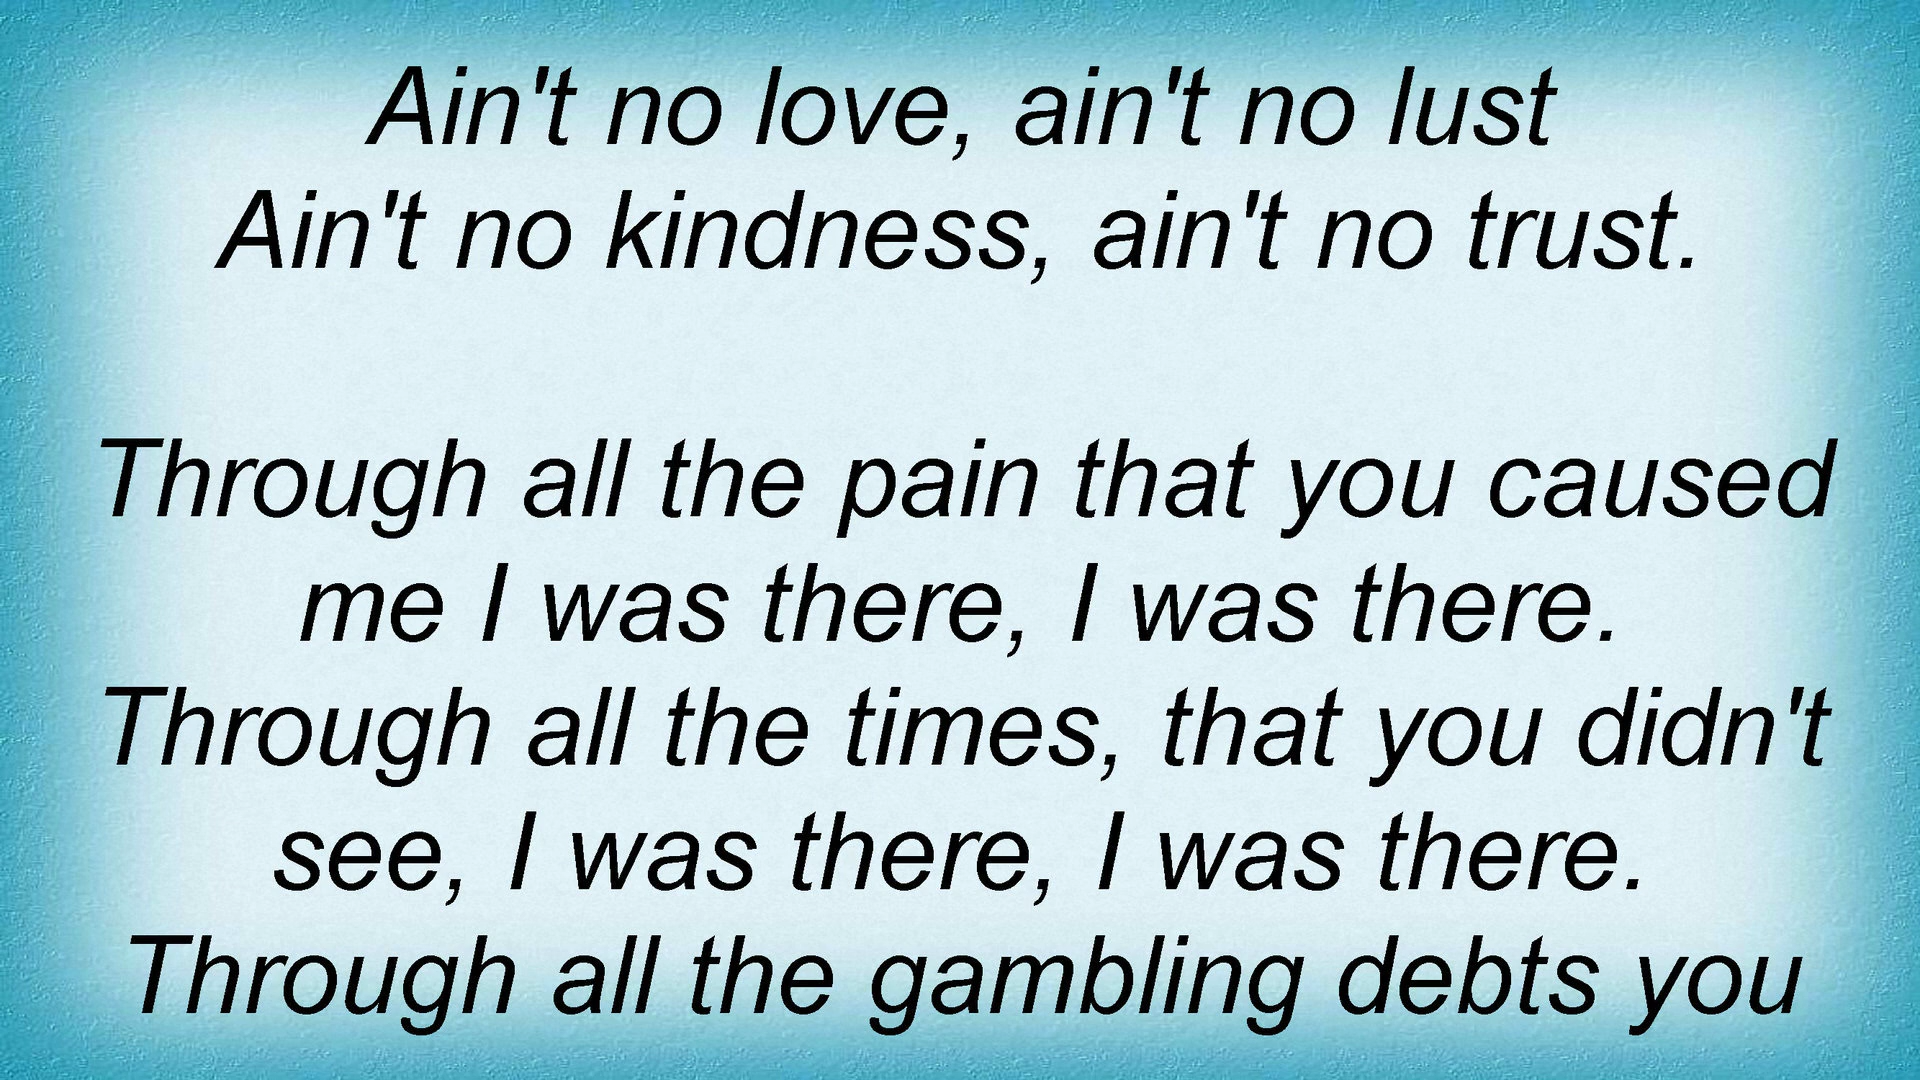 Ain't no love, ain't no lust
Ain't no kindness, ain't no trust.
Through all the pain that you caused
me I was there, I was there.
Through all the times, that you didn't
see, I was there, I was there.
Through all the gambling debts you